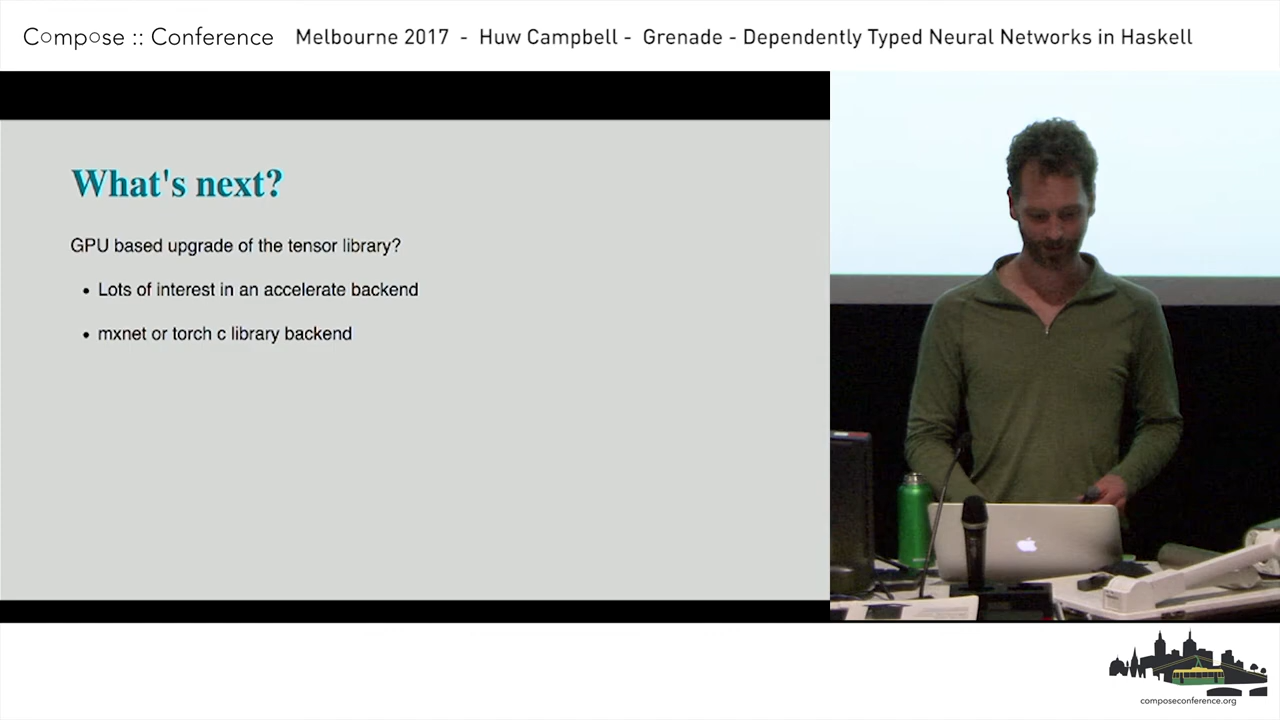 Compose :: Conference Melbourne 2017 - Huw Campbell - Grenade - Dependently Typed Neural Networks in Haskell
What's next?
GPU based upgrade of the tensor library?
• Lots of interest in an accelerate backend
• mxnet or torch c library backend
composeconference.org